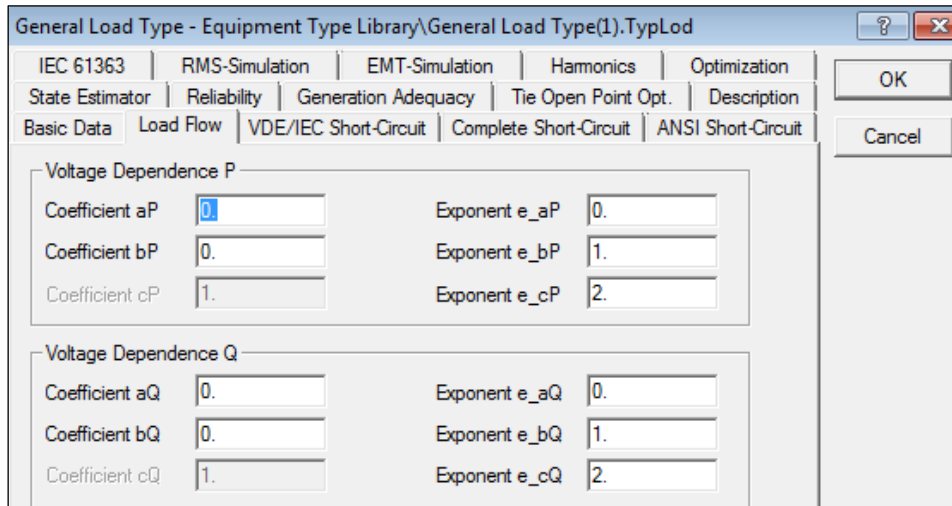 General Load Type - Equipment Type Library\General Load Type(1).TypLod
IEC 61363 RMS-Simulation EMT-Simulation Harmonics Optimization
State Estimator Reliability Generation Adequacy Tie Open Point Opt. Description
Basic Data Load Flow VDE/IEC Short-Circuit Complete Short-Circuit ANSI Short-Circuit
OK
Cancel
Voltage Dependence P
Coefficient aP 0. Exponent e_aP 0.
Coefficient bP 0. Exponent e_bP 1.
Coefficient cP 1. Exponent e_cP 2.
Voltage Dependence Q
Coefficient aQ 0. Exponent e_aQ 0.
Coefficient bQ 0. Exponent e_bQ 1.
Coefficient cQ 1. Exponent e_cQ 2.